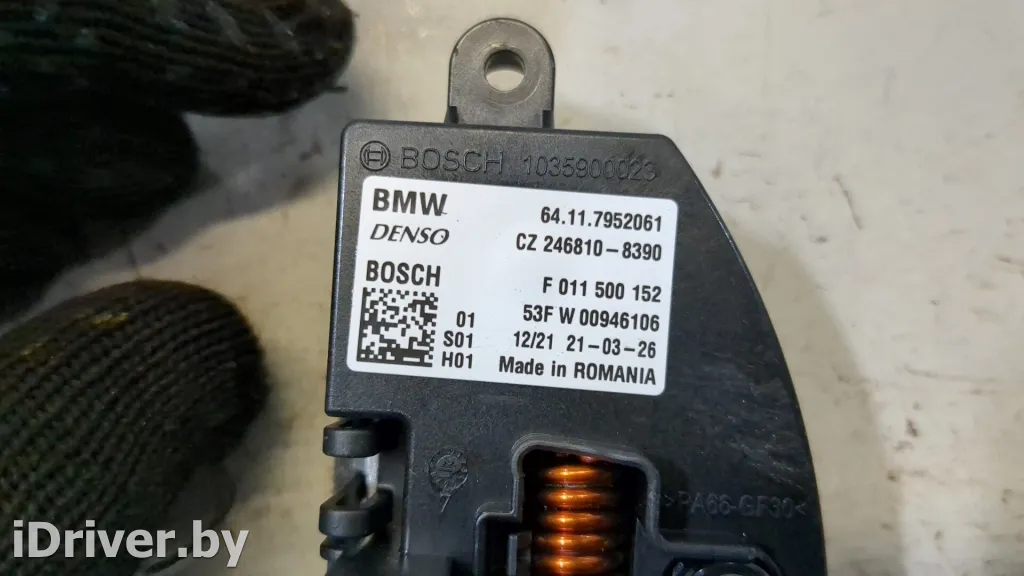 BOSCH 1035900023
BMW 64.11.7952061
DENSO CZ 246810-8390
BOSCH F 011 500 152
01 53F W 00946106
S01 12/21 21-03-26
H01 Made in ROMANIA
>PA66-GF30<
iDriver.by